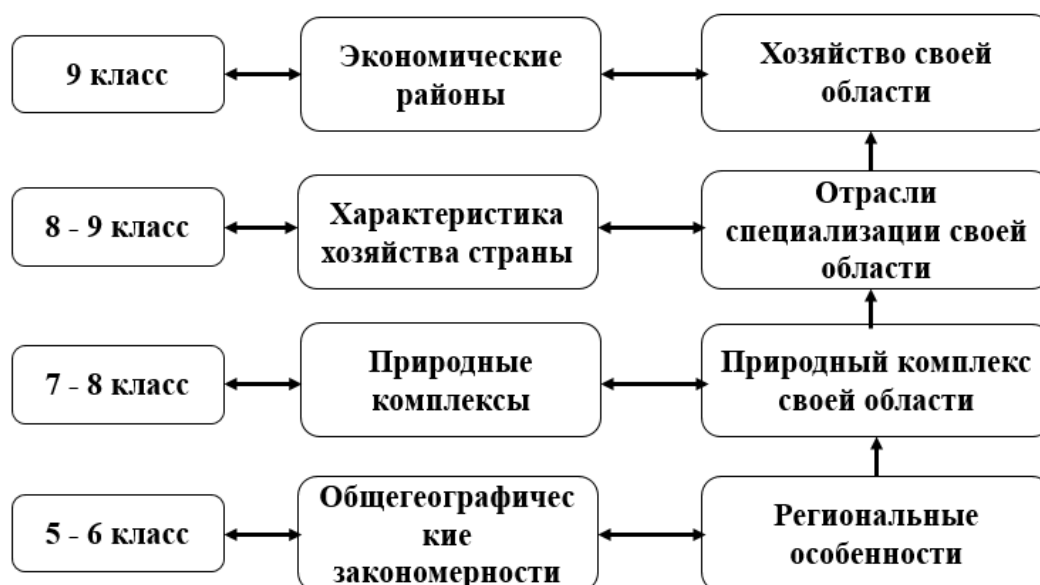 9 класс
Экономические
районы
Хозяйство своей
области
8 - 9 класс
Характеристика
хозяйства страны
Отрасли
специализации своей
области
7 - 8 класс
Природные
комплексы
Природный комплекс
своей области
5 - 6 класс
Общегеографичес
кие
закономерности
Региональные
особенности